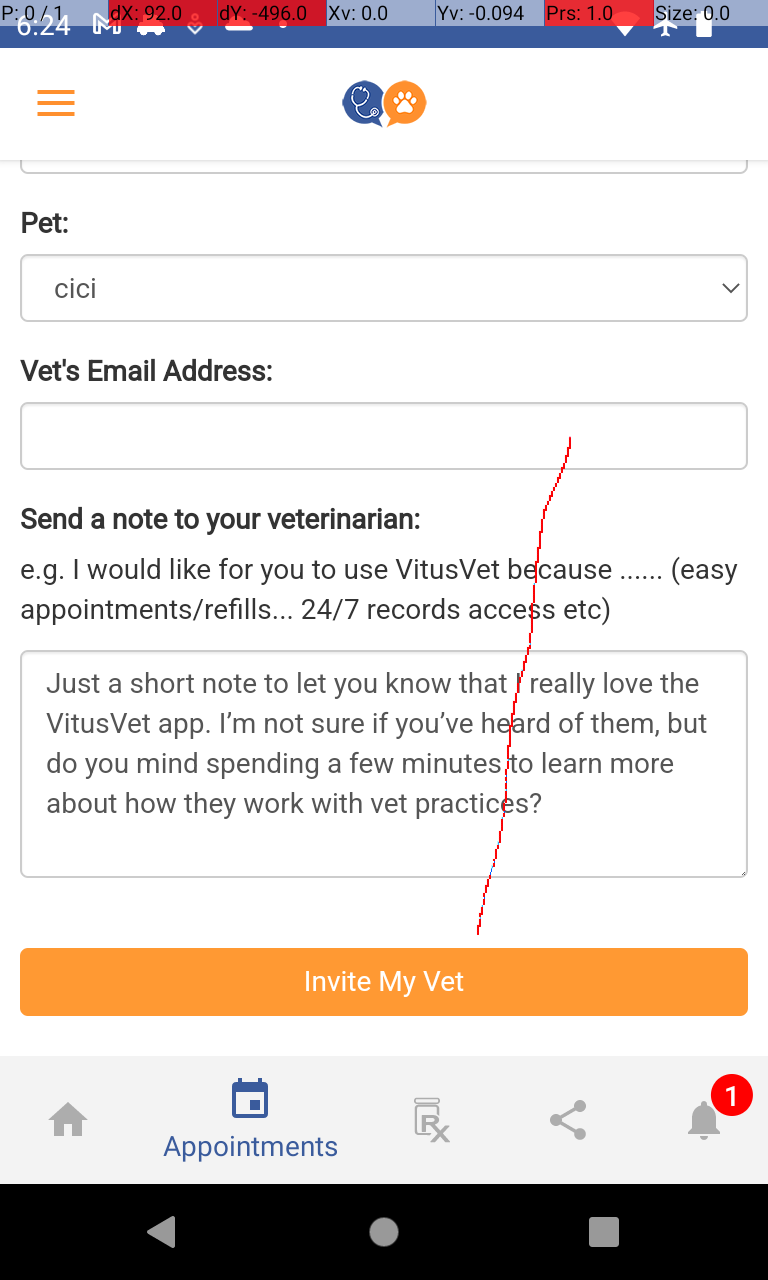 P: 0 / 1 dX: 92.0 dY: -496.0 Xv: 0.0 Yv: -0.094 Prs: 1.0 Size: 0.0
6:24
Pet:
cici
Vet's Email Address:
Send a note to your veterinarian:
e.g. I would like for you to use VitusVet because ...... (easy
appointments/refills... 24/7 records access etc)
Just a short note to let you know that I really love the
VitusVet app. I’m not sure if you’ve heard of them, but
do you mind spending a few minutes to learn more
about how they work with vet practices?
Invite My Vet
1
Rx
Appointments